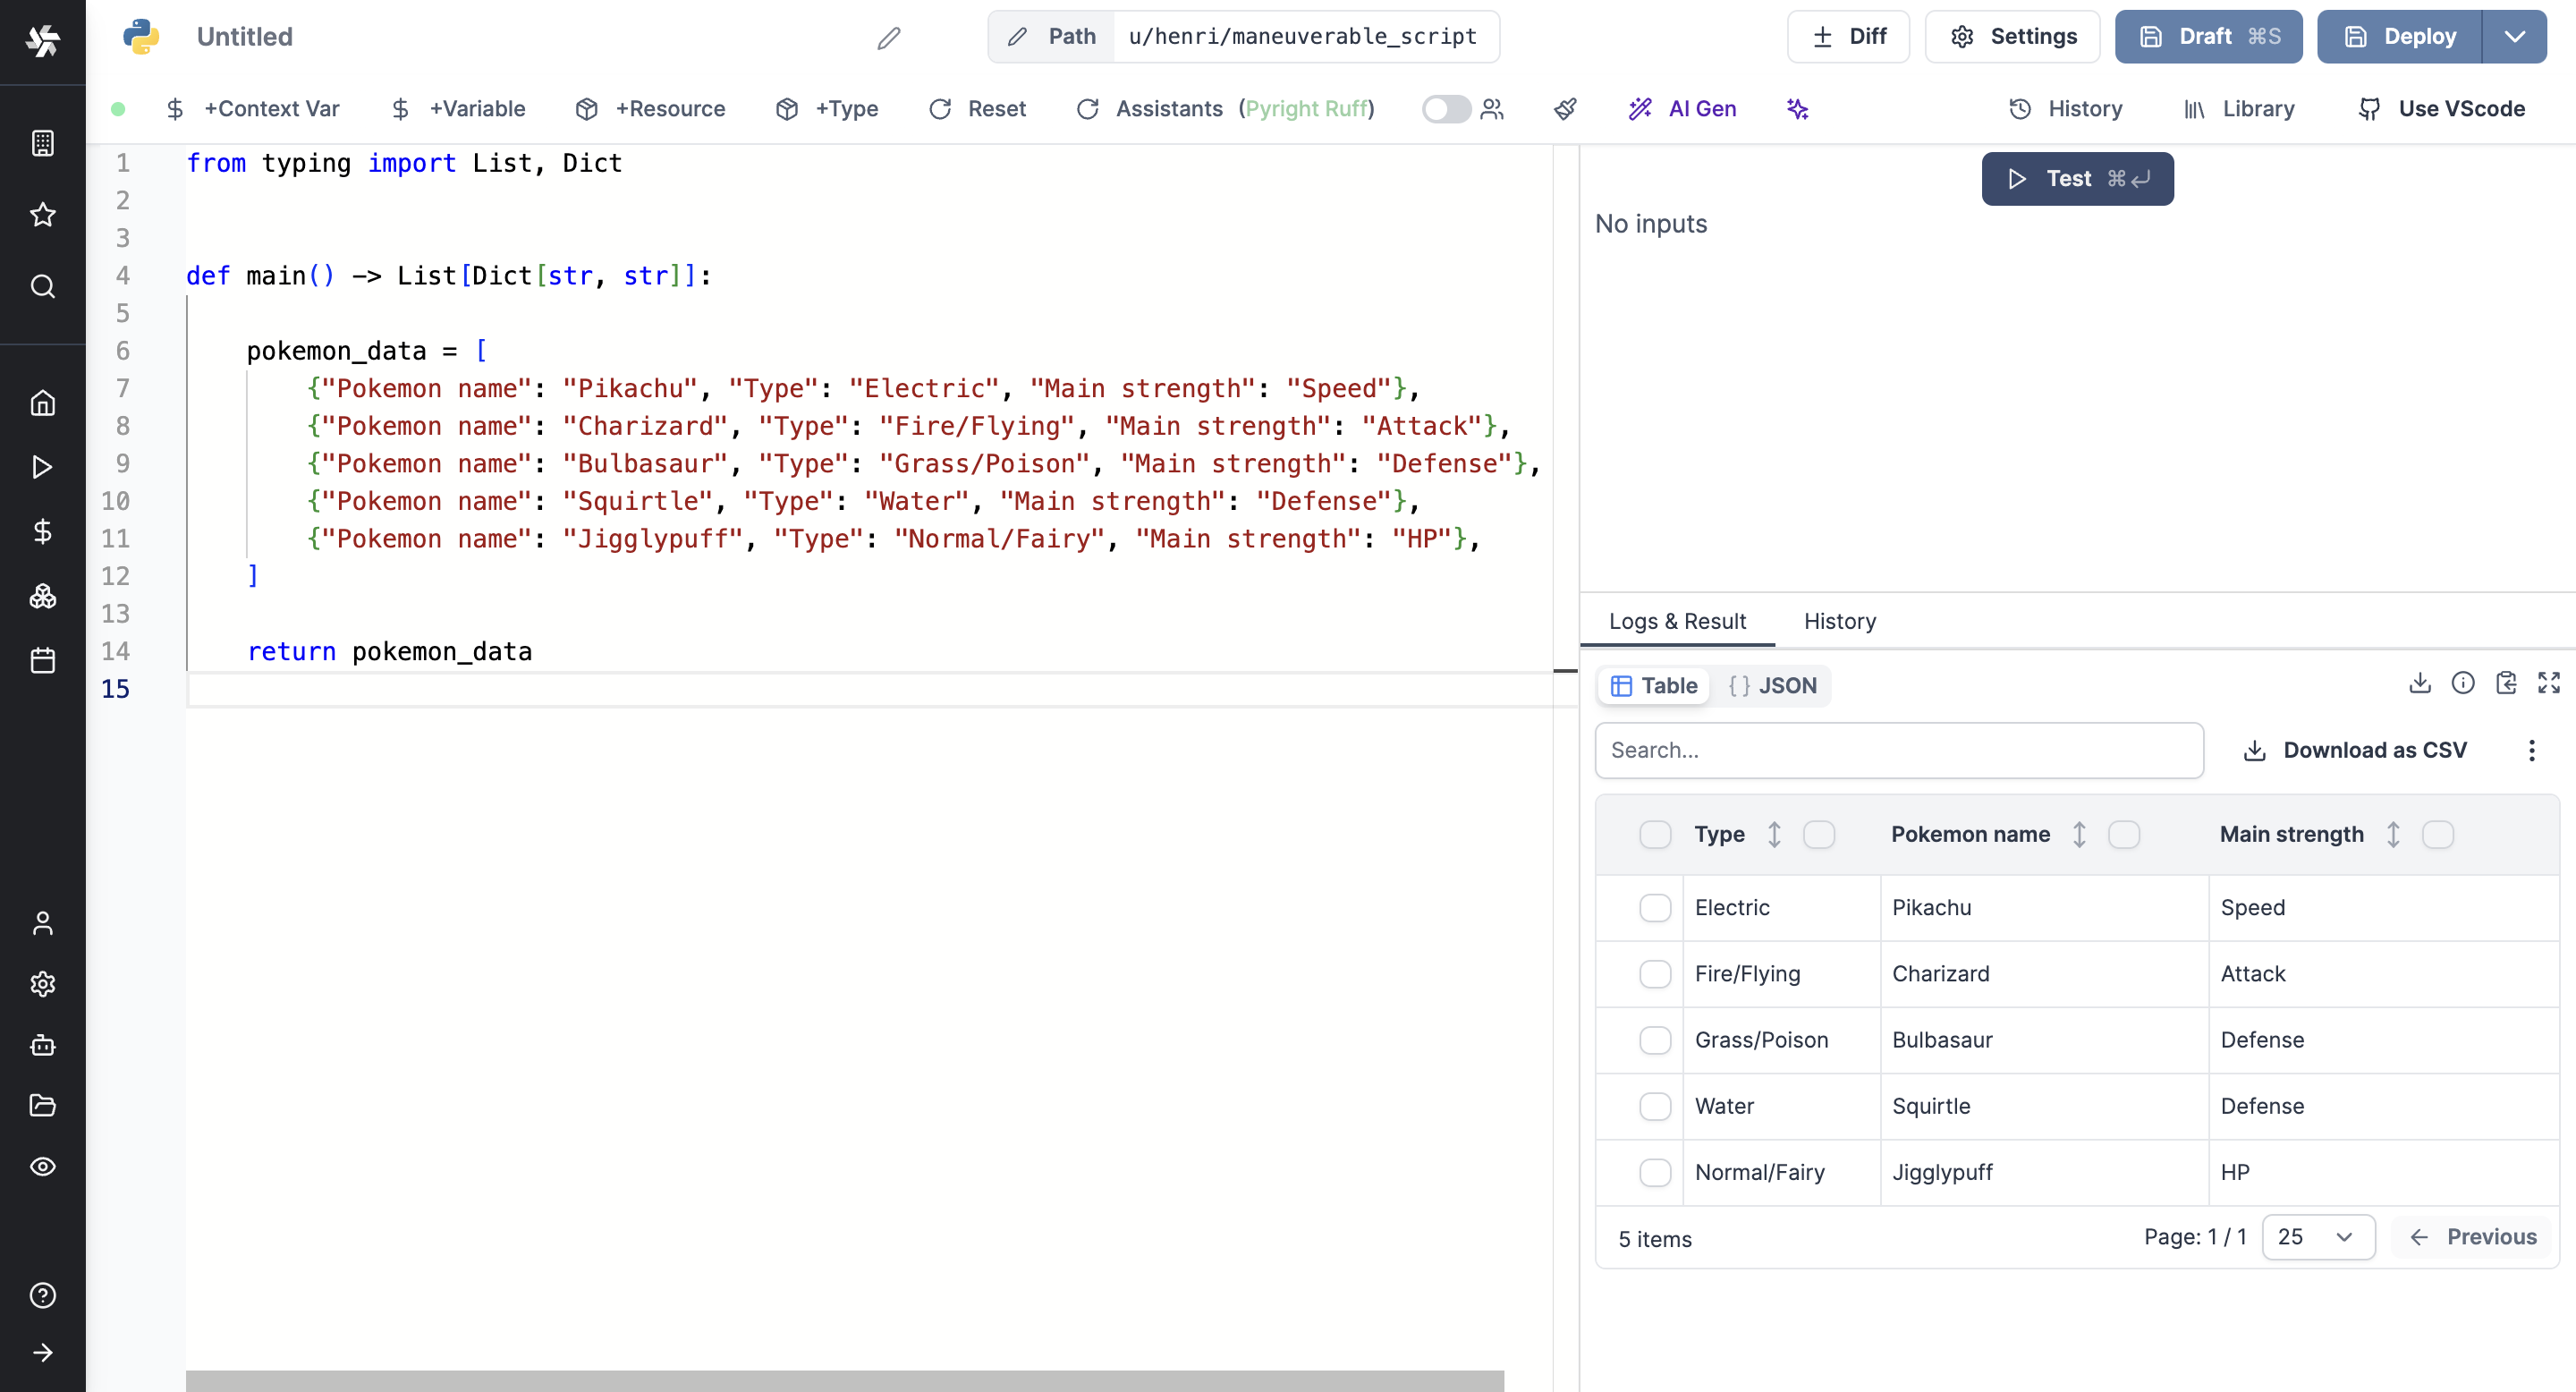 Untitled
Path u/henri/maneuverable_script
Diff
Settings
Draft ⌘S
Deploy
+Context Var
+Variable
+Resource
+Type
Reset
Assistants (Pyright Ruff)
AI Gen
History
Library
Use VScode
1 from typing import List, Dict
2
3
4 def main() -> List[Dict[str, str]]:
5
6 pokemon_data = [
7 {"Pokemon name": "Pikachu", "Type": "Electric", "Main strength": "Speed"},
8 {"Pokemon name": "Charizard", "Type": "Fire/Flying", "Main strength": "Attack"},
9 {"Pokemon name": "Bulbasaur", "Type": "Grass/Poison", "Main strength": "Defense"},
10 {"Pokemon name": "Squirtle", "Type": "Water", "Main strength": "Defense"},
11 {"Pokemon name": "Jigglypuff", "Type": "Normal/Fairy", "Main strength": "HP"},
12 ]
13
14 return pokemon_data
15
Test ⌘↵
No inputs
Logs & Result History
Table {} JSON
Search...
Download as CSV
Type Pokemon name Main strength
Electric Pikachu Speed
Fire/Flying Charizard Attack
Grass/Poison Bulbasaur Defense
Water Squirtle Defense
Normal/Fairy Jigglypuff HP
5 items Page: 1 / 1 25 Previous